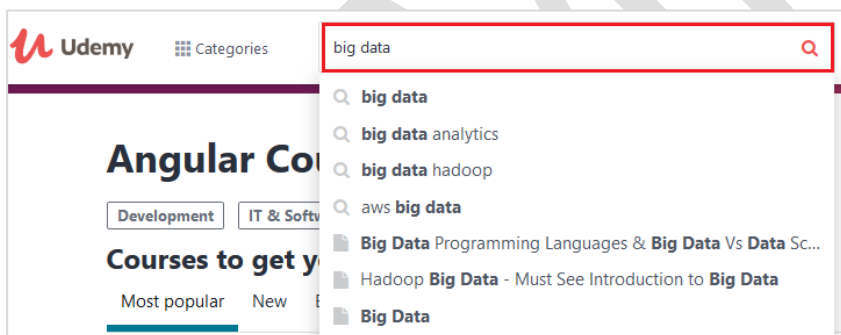 Udemy
Categories
big data
big data
big data analytics
big data hadoop
aws big data
Big Data Programming Languages & Big Data Vs Data Sc...
Hadoop Big Data - Must See Introduction to Big Data
Big Data
Angular Co
Development IT & Softw
Courses to get y
Most popular New